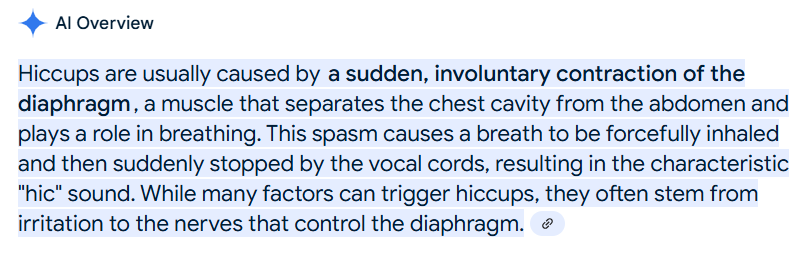 AI Overview
Hiccups are usually caused by a sudden, involuntary contraction of the
diaphragm, a muscle that separates the chest cavity from the abdomen and
plays a role in breathing. This spasm causes a breath to be forcefully inhaled
and then suddenly stopped by the vocal cords, resulting in the characteristic
"hic" sound. While many factors can trigger hiccups, they often stem from
irritation to the nerves that control the diaphragm.